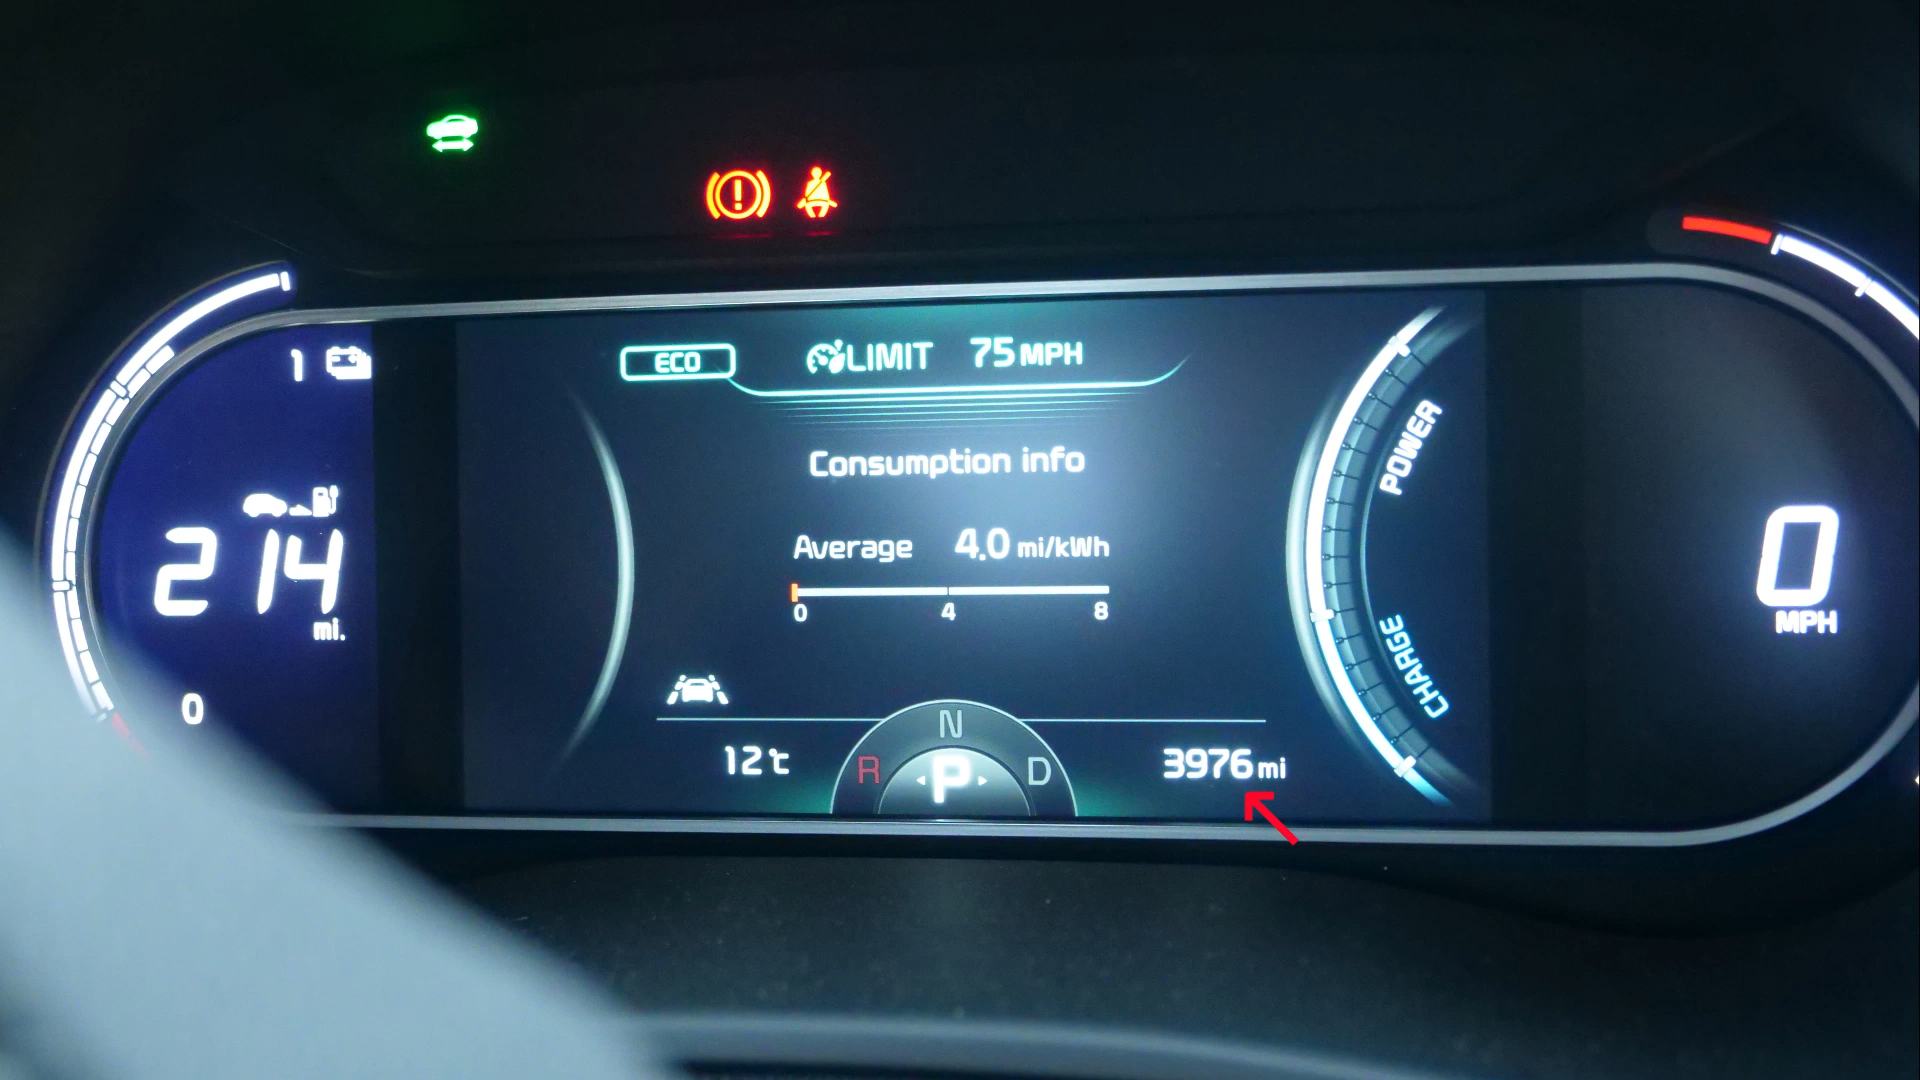 1
ECO
LIMIT 75 MPH
Consumption info
Average 4.0 mi/kWh
0 4 8
POWER
CHARGE
214
mi.
0
0
MPH
12℃
R N D
P
3976 mi